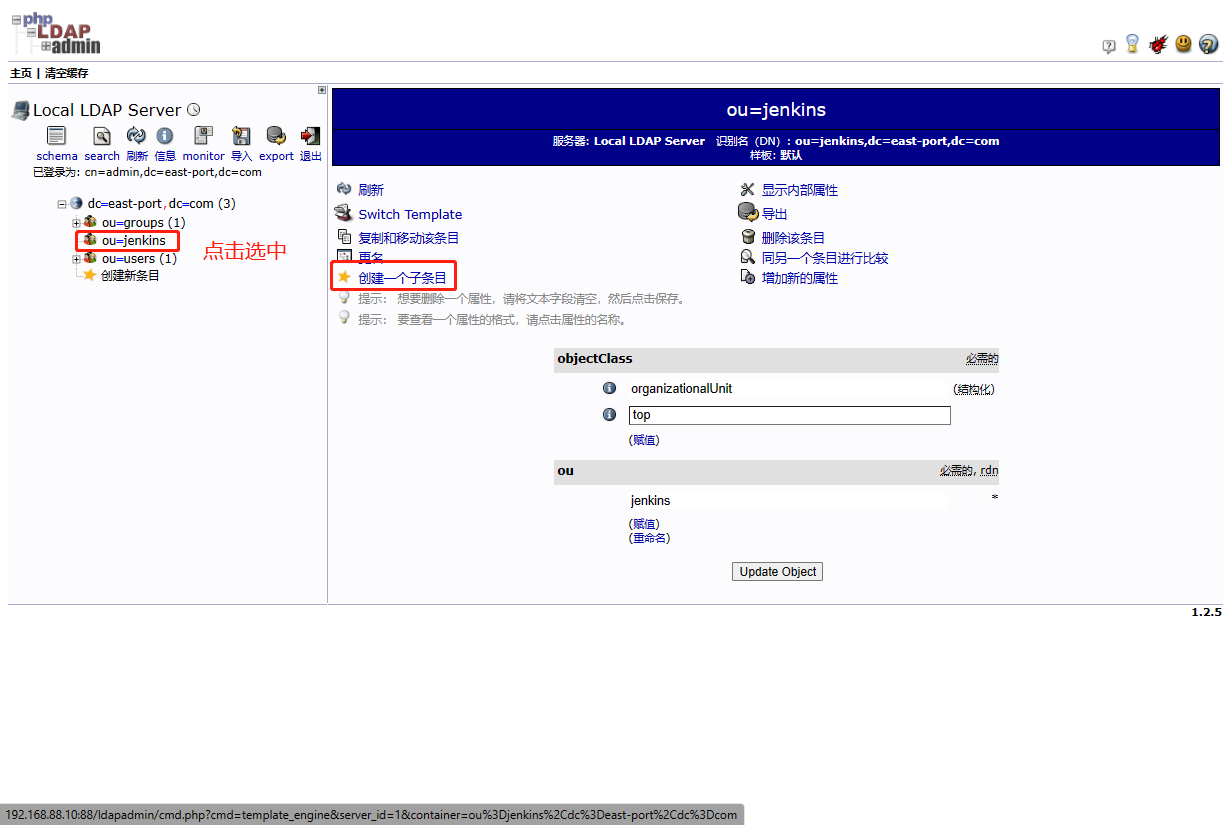 php
LDAP
admin
主页 | 清空缓存
Local LDAP Server
schema search 刷新 信息 monitor 导入 export 退出
已登录为: cn=admin,dc=east-port,dc=com
dc=east-port,dc=com (3)
ou=groups (1)
ou=jenkins
点击选中
ou=users (1)
创建新条目
ou=jenkins
服务器: Local LDAP Server 识别名（DN）: ou=jenkins,dc=east-port,dc=com
样板: 默认
刷新 显示内部属性
Switch Template 导出
复制和移动该条目 删除该条目
更名 同另一个条目进行比较
创建一个子条目 增加新的属性
提示: 想要删除一个属性，请将文本字段清空，然后点击保存。
提示: 要查看一个属性的格式，请点击属性的名称。
objectClass 必需的
organizationalUnit (结构化)
top
(赋值)
ou 必需的, rdn
jenkins *
(赋值)
(重命名)
Update Object
1.2.5
192.168.88.10:88/ldapadmin/cmd.php?cmd=template_engine&server_id=1&container=ou%3Djenkins%2Cdc%3Deast-port%2Cdc%3Dcom